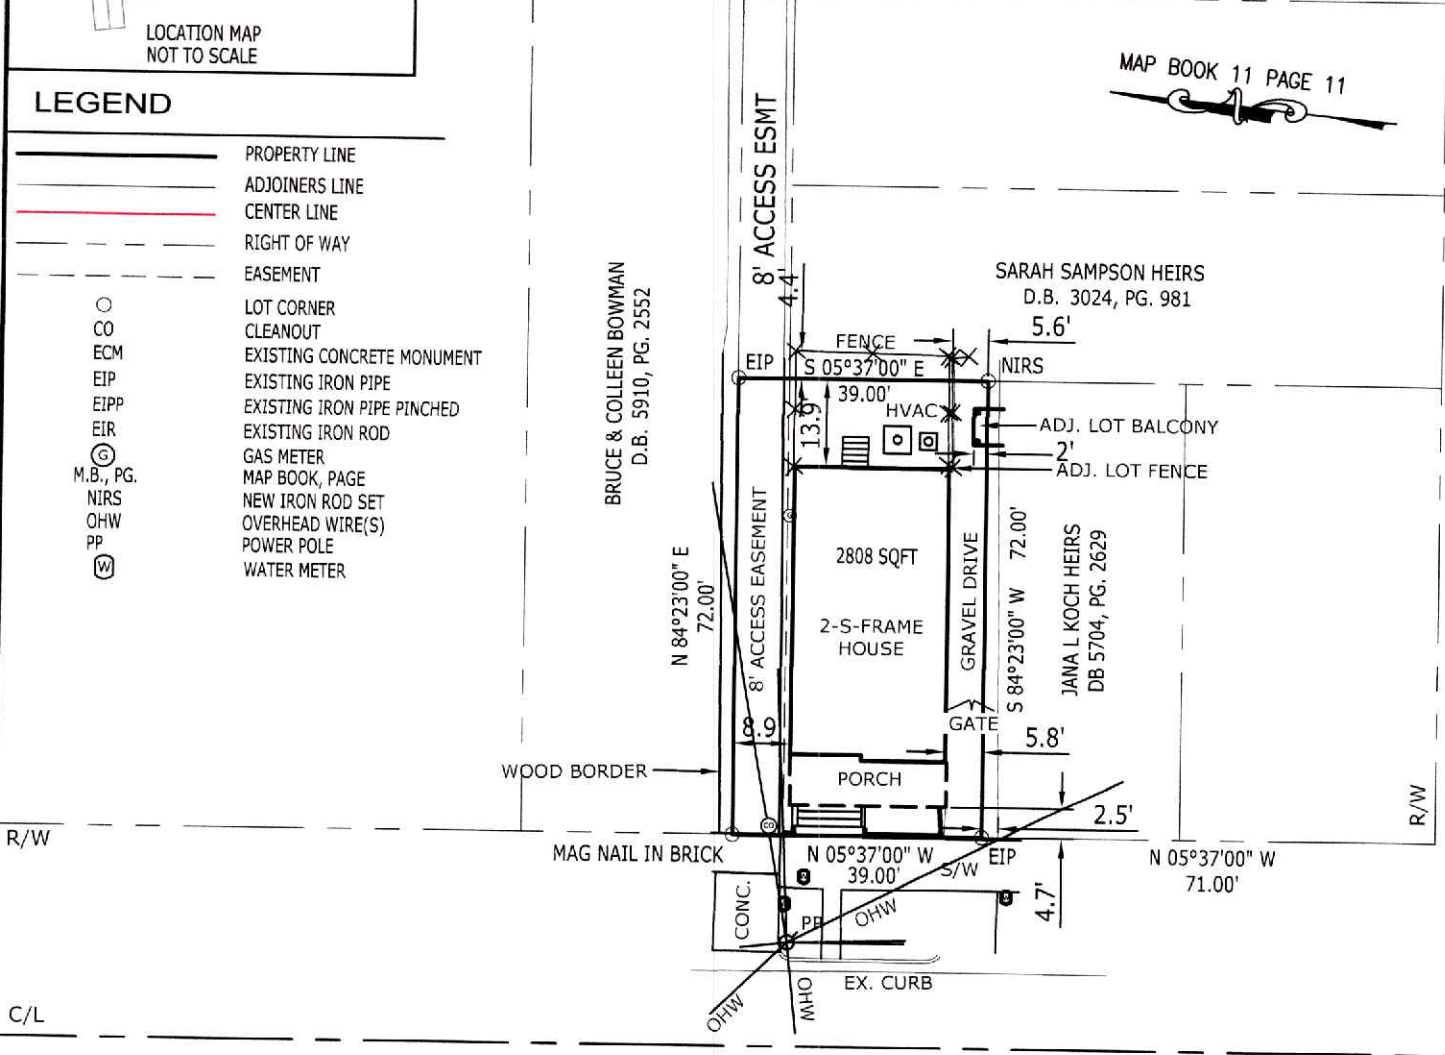 LOCATION MAP
NOT TO SCALE
MAP BOOK 11 PAGE 11
LEGEND
PROPERTY LINE
ADJOINERS LINE
CENTER LINE
RIGHT OF WAY
EASEMENT
LOT CORNER
CO CLEANOUT
ECM EXISTING CONCRETE MONUMENT
EIP EXISTING IRON PIPE
EIPP EXISTING IRON PIPE PINCHED
EIR EXISTING IRON ROD
G GAS METER
M.B., PG. MAP BOOK, PAGE
NIRS NEW IRON ROD SET
OHW OVERHEAD WIRE(S)
PP POWER POLE
W WATER METER
8' ACCESS ESMT
4.4'
SARAH SAMPSON HEIRS
D.B. 3024, PG. 981
5.6'
FENCE
EIP
S 05°37'00" E
39.00'
NIRS
BRUCE & COLLEEN BOWMAN
D.B. 5910, PG. 2552
13.9
HVAC
ADJ. LOT BALCONY
2'
ADJ. LOT FENCE
G
8' ACCESS EASEMENT
2808 SQFT
2-S-FRAME
HOUSE
GRAVEL DRIVE
S 84°23'00" W 72.00'
JANA L KOCH HEIRS
DB 5704, PG. 2629
N 84°23'00" E
72.00'
GATE
8.9
5.8'
WOOD BORDER
PORCH
2.5'
R/W
R/W
CO
MAG NAIL IN BRICK
N 05°37'00" W
39.00'
EIP
S/W
N 05°37'00" W
71.00'
CONC.
4.7'
PP
OHW
EX. CURB
OHW
OHW
C/L